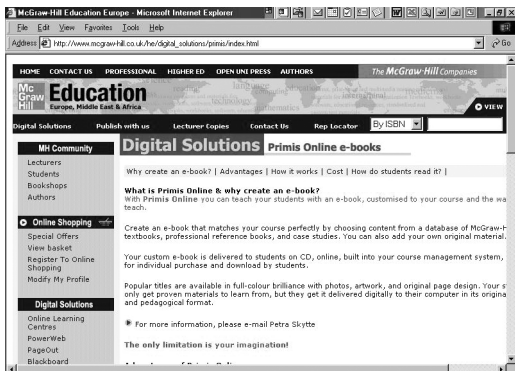 McGraw-Hill Education Europe - Microsoft Internet Explorer
File Edit View Favorites Tools Help
Address http://www.mcgraw-hill.co.uk/he/digital_solutions/primis/index.html Go
HOME CONTACT US PROFESSIONAL HIGHER ED OPEN UNI PRESS AUTHORS The McGraw-Hill Companies
Mc Graw Hill Education
Europe, Middle East & Africa
VIEW
Digital Solutions Publish with us Lecturer Copies Contact Us Rep Locator By ISBN
MH Community
Lecturers
Students
Bookshops
Authors
Online Shopping
Special Offers
View basket
Register To Online
Shopping
Modify My Profile
Digital Solutions
Online Learning
Centres
PowerWeb
PageOut
Blackboard
Digital Solutions Primis Online e-books
Why create an e-book? | Advantages | How it works | Cost | How do students read it? |
What is Primis Online & why create an e-book?
With Primis Online you can teach your students with an e-book, customised to your course and the wa
teach.
Create an e-book that matches your course perfectly by choosing content from a database of McGraw-H
textbooks, professional reference books, and case studies. You can also add your own original material.
Your custom e-book is delivered to students on CD, online, built into your course management system,
for individual purchase and download by students.
Popular titles are available in full-colour brilliance with photos, artwork, and original page design. Your s
only get proven materials to learn from, but they get it delivered digitally to their computer in its origina
and pedagogical format.
For more information, please e-mail Petra Skytte
The only limitation is your imagination!